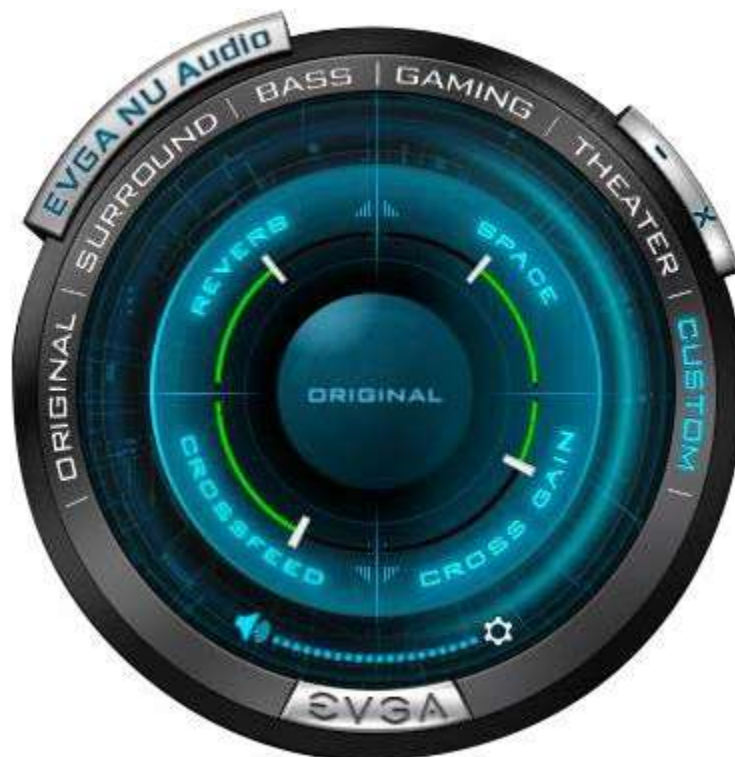 EVGA NU Audio
ORIGINAL | SURROUND | BASS | GAMING | THEATER | CUSTOM |
- X
REVERB
SPACE
ORIGINAL
CROSSFEED
CROSS GAIN
EVGA